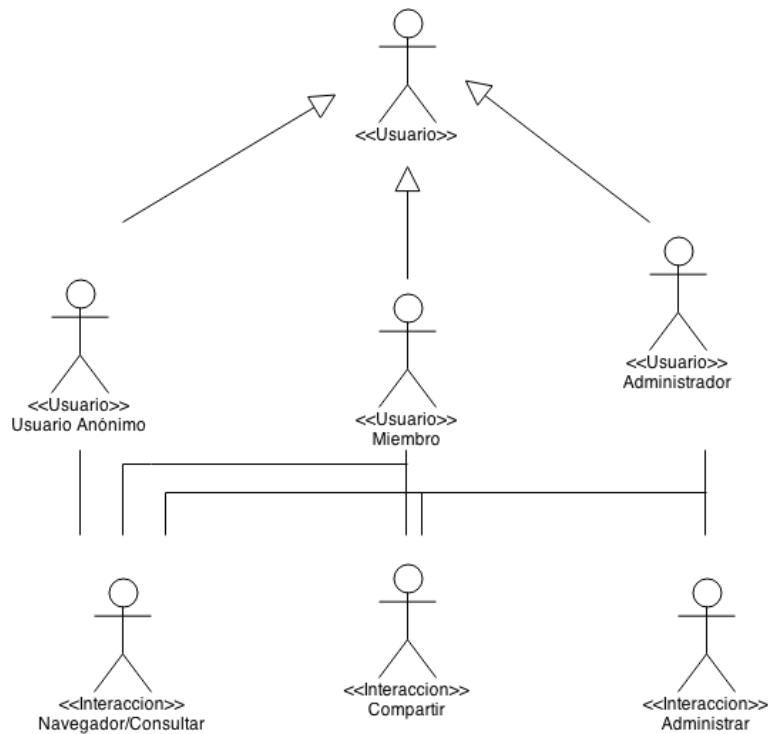 <<Usuario>>
<<Usuario>>
Usuario Anónimo
<<Usuario>>
Miembro
<<Usuario>>
Administrador
<<Interaccion>>
Navegador/Consultar
<<Interaccion>>
Compartir
<<Interaccion>>
Administrar